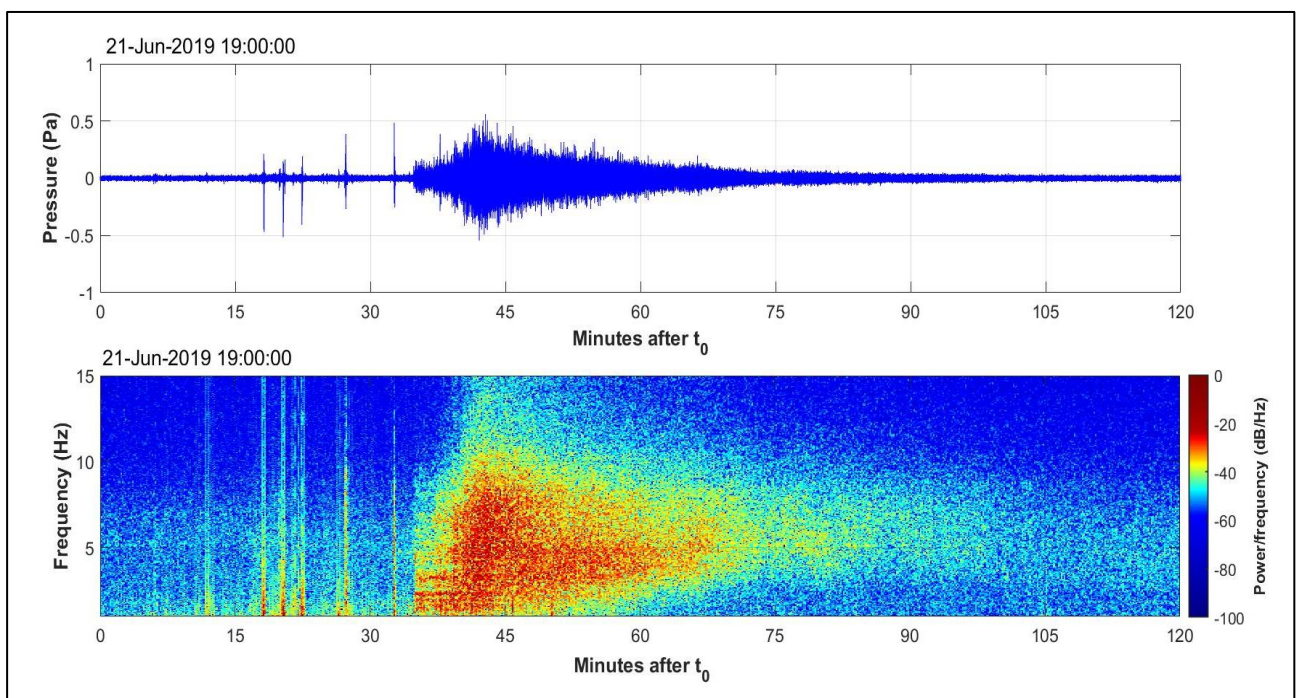 21-Jun-2019 19:00:00
Pressure (Pa)
1
0.5
0
-0.5
-1
0 15 30 45 60 75 90 105 120
Minutes after t0
21-Jun-2019 19:00:00
Frequency (Hz)
15
10
5
0 15 30 45 60 75 90 105 120
Minutes after t0
0
-20
-40
-60
-80
-100
Power/frequency (dB/Hz)